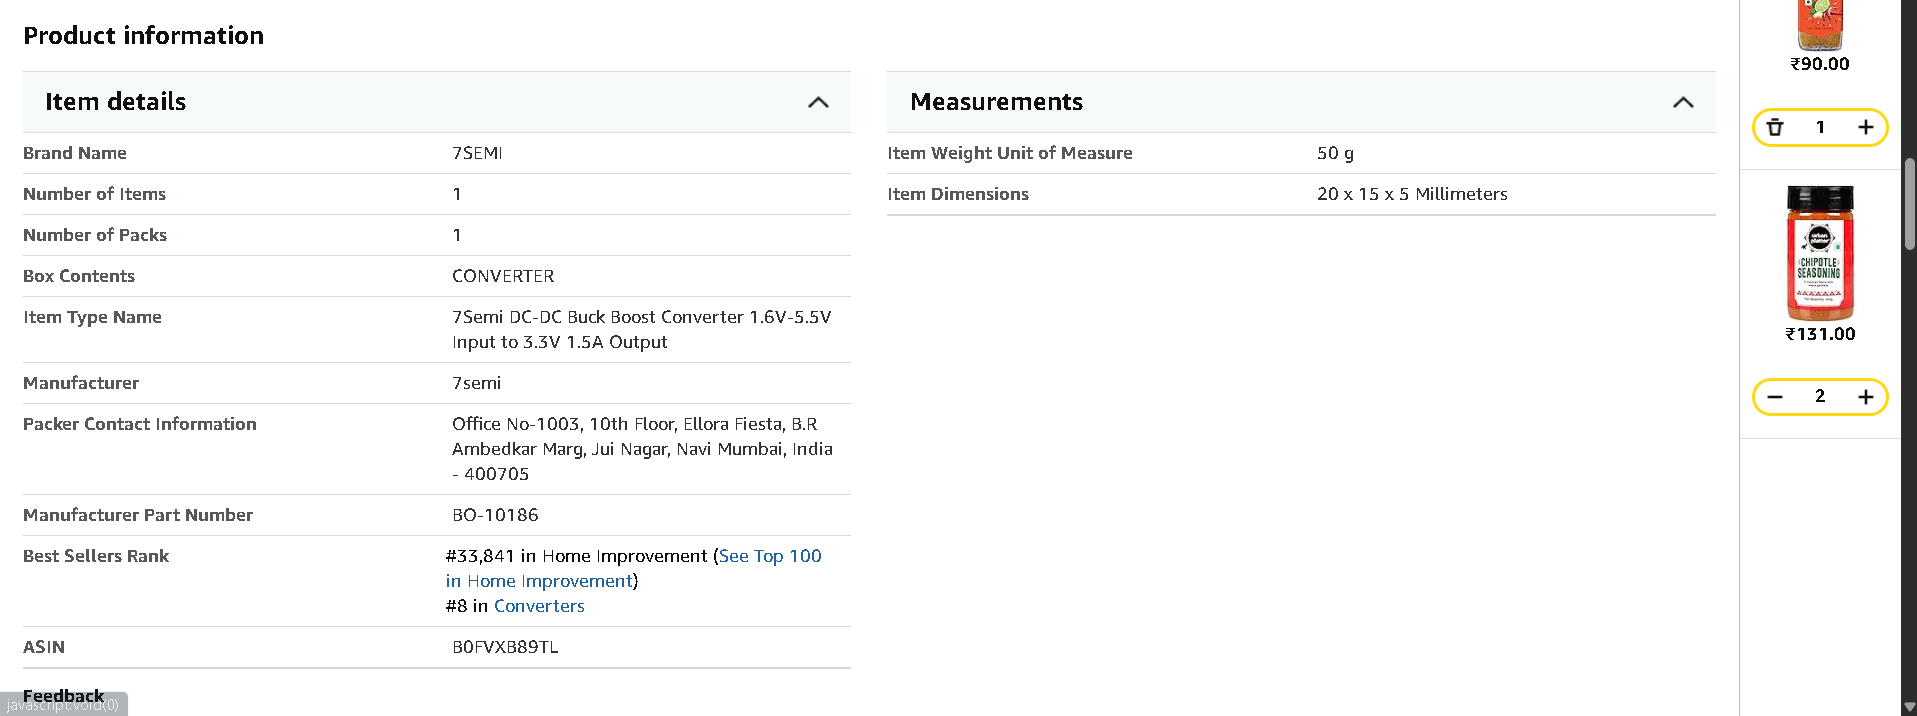 Product information
Item details
Brand Name 7SEMI
Number of Items 1
Number of Packs 1
Box Contents CONVERTER
Item Type Name 7Semi DC-DC Buck Boost Converter 1.6V-5.5V
Input to 3.3V 1.5A Output
Manufacturer 7semi
Packer Contact Information Office No-1003, 10th Floor, Ellora Fiesta, B.R
Ambedkar Marg, Jui Nagar, Navi Mumbai, India
- 400705
Manufacturer Part Number BO-10186
Best Sellers Rank #33,841 in Home Improvement (See Top 100
in Home Improvement)
#8 in Converters
ASIN B0FVXB89TL
Feedback
javascript:void(0)
Measurements
Item Weight Unit of Measure 50 g
Item Dimensions 20 x 15 x 5 Millimeters
₹90.00
1 +
urban
platter
CHIPOTLE
SEASONING
₹131.00
− 2 +